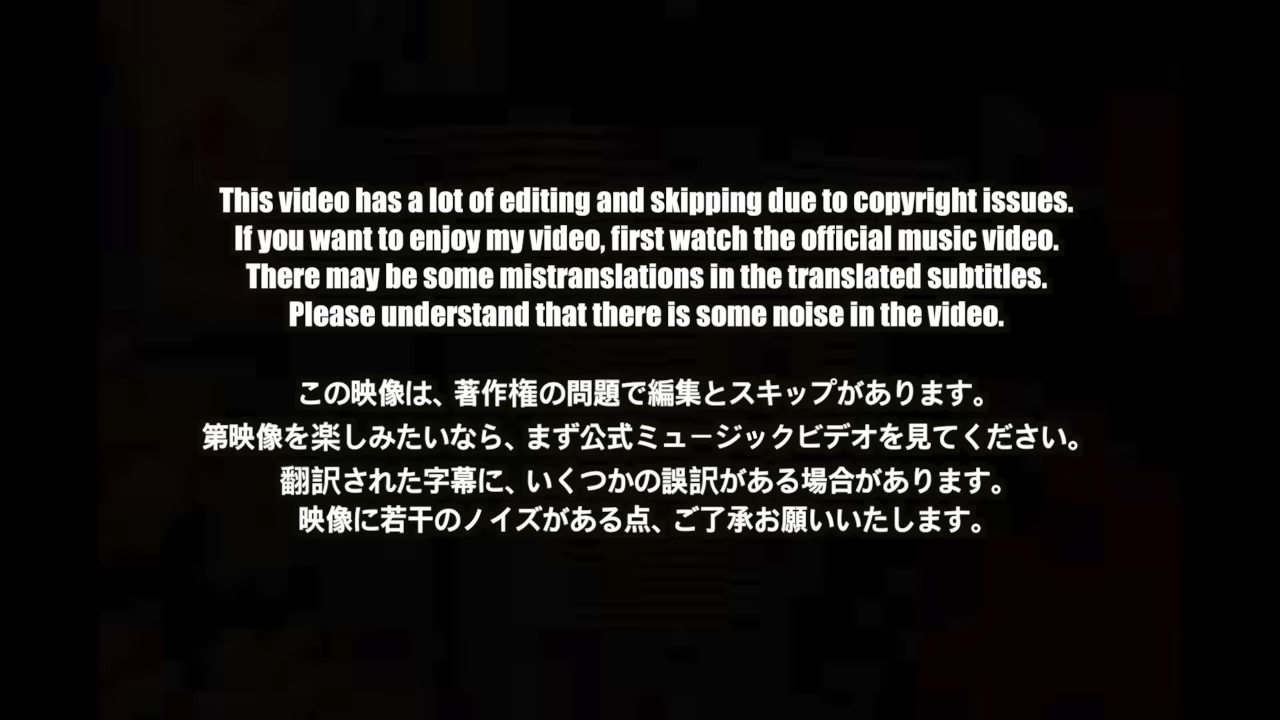 This video has a lot of editing and skipping due to copyright issues.
If you want to enjoy my video, first watch the official music video.
There may be some mistranslations in the translated subtitles.
Please understand that there is some noise in the video.
この映像は、著作権の問題で編集とスキップがあります。
第映像を楽しみたいなら、まず公式ミュージックビデオを見てください。
翻訳された字幕に、いくつかの誤訳がある場合があります。
映像に若干のノイズがある点、ご了承お願いいたします。